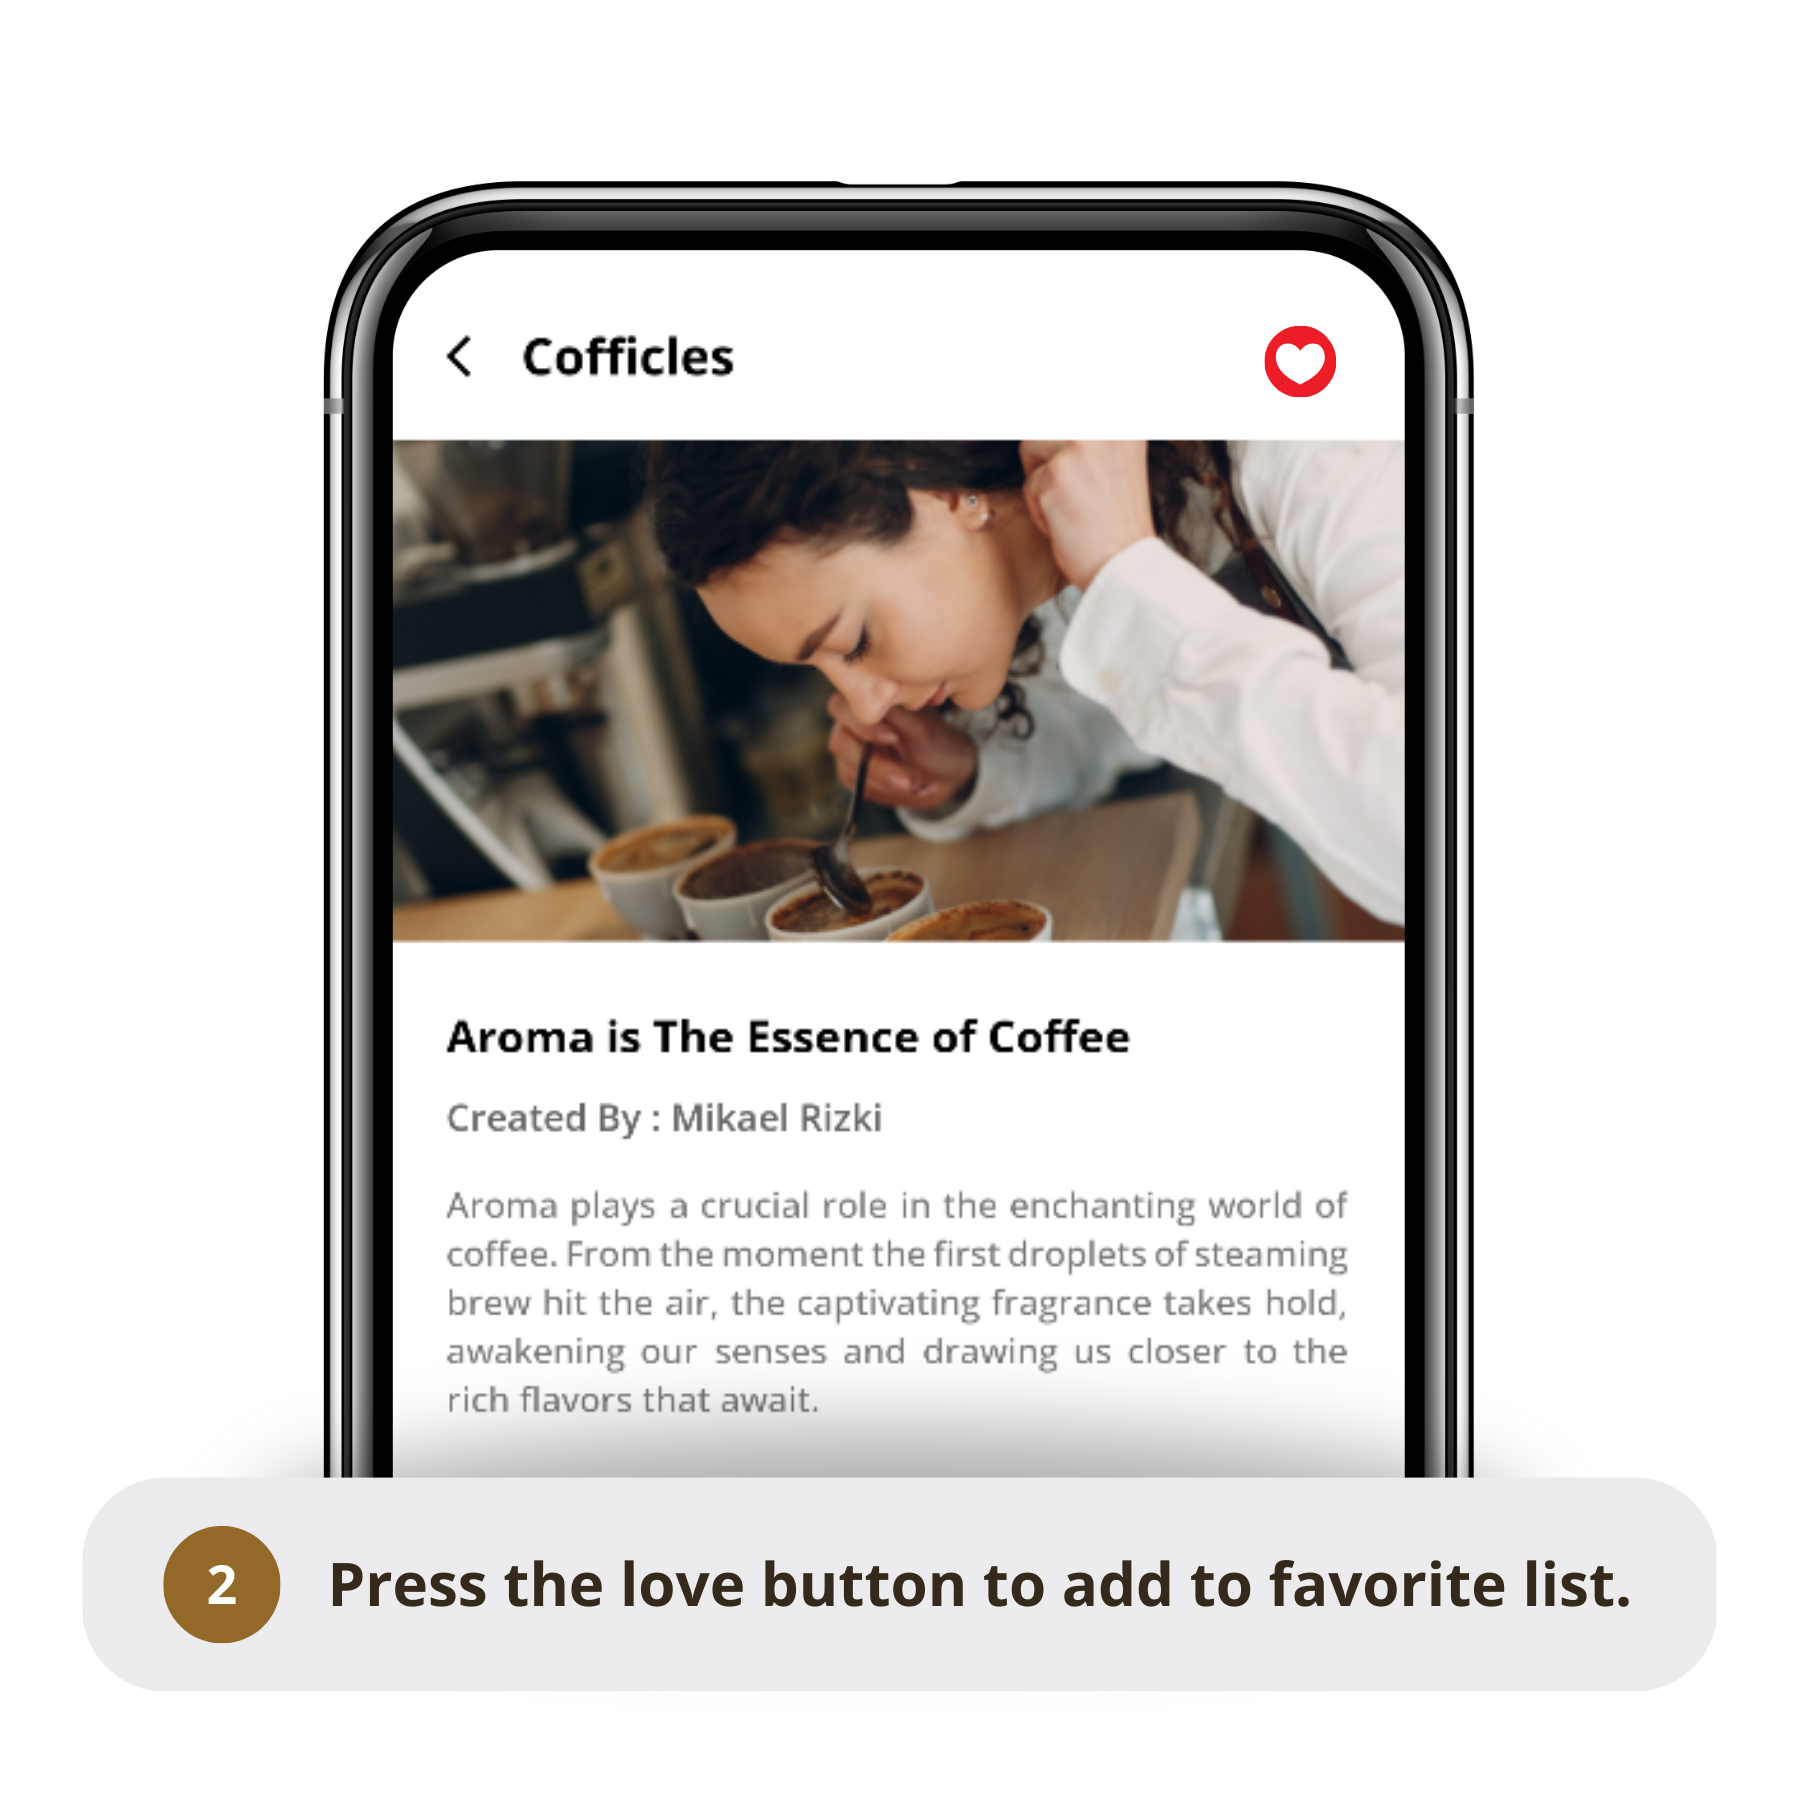 Cofficles
Aroma is The Essence of Coffee
Created By : Mikael Rizki
Aroma plays a crucial role in the enchanting world of
coffee. From the moment the first droplets of steaming
brew hit the air, the captivating fragrance takes hold,
awakening our senses and drawing us closer to the
rich flavors that await.
2 Press the love button to add to favorite list.